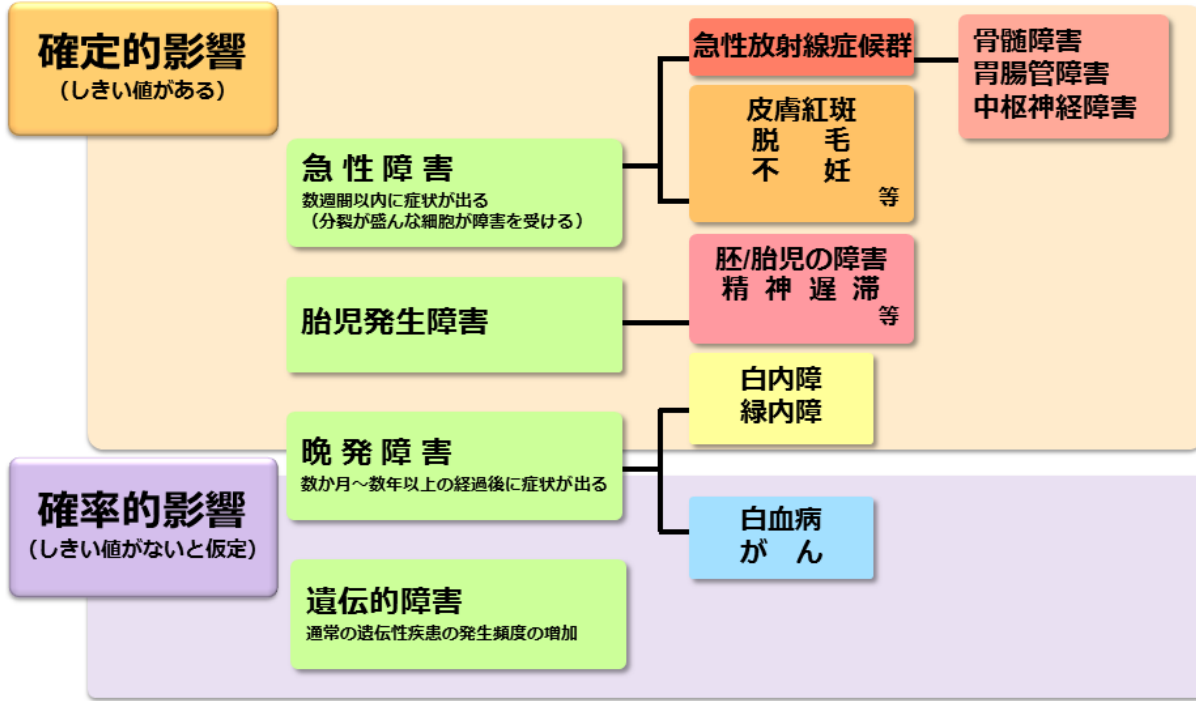 確定的影響
（しきい値がある）
急性障害
数週間以内に症状が出る
（分裂が盛んな細胞が障害を受ける）
急性放射線症候群
骨髄障害
胃腸管障害
中枢神経障害
皮膚紅斑
脱　毛
不　妊
等
胎児発生障害
胚/胎児の障害
精神遅滞
等
晩発障害
数か月～数年以上の経過後に症状が出る
白内障
緑内障
確率的影響
（しきい値がないと仮定）
白血病
が　ん
遺伝的障害
通常の遺伝性疾患の発生頻度の増加